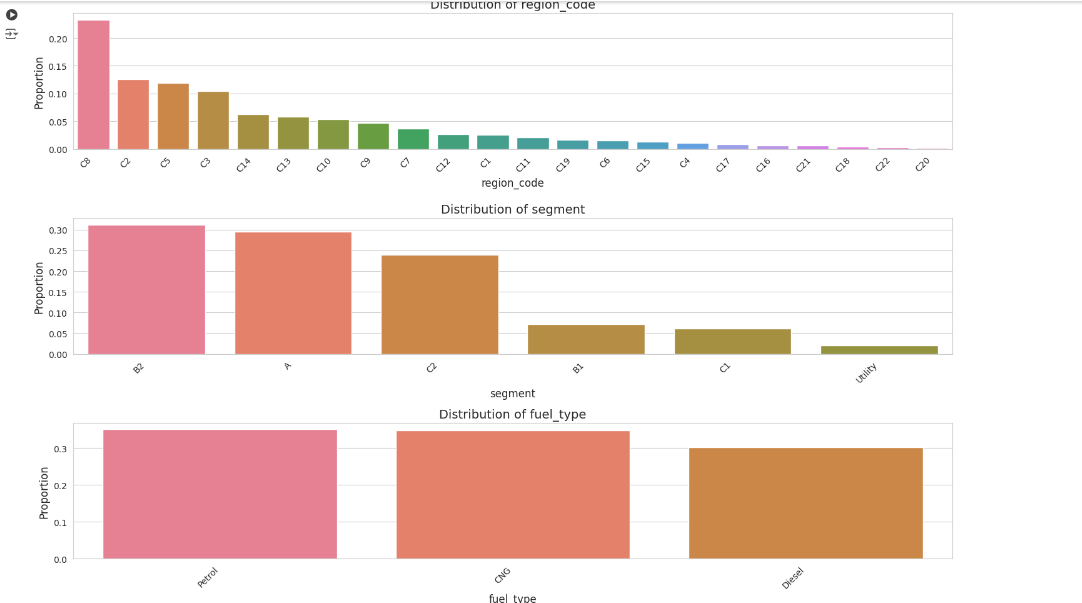 Distribution of region_code
Proportion
0.20
0.15
0.10
0.05
0.00
C8 C2 C5 C3 C14 C13 C10 C9 C7 C12 C1 C11 C19 C6 C15 C4 C17 C16 C21 C18 C22 C20
region_code
Distribution of segment
Proportion
0.30
0.25
0.20
0.15
0.10
0.05
0.00
B2 A C2 B1 C1 Utility
segment
Distribution of fuel_type
Proportion
0.3
0.2
0.1
0.0
Petrol CNG Diesel
fuel_type